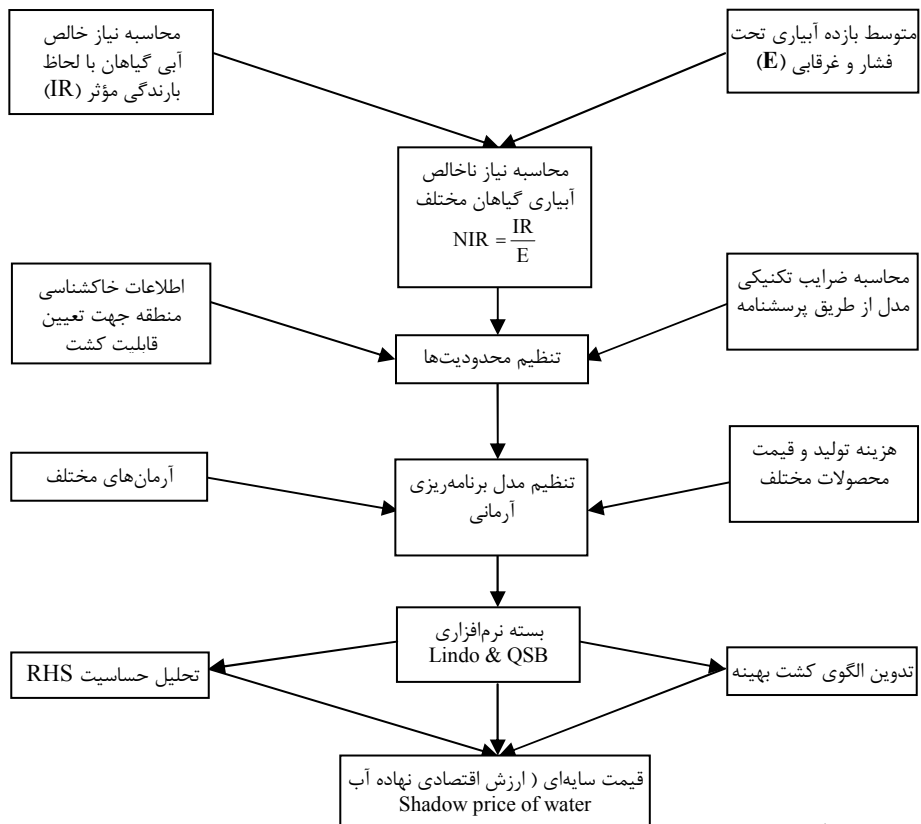 محاسبه نیاز خالص
آبی گیاهان با لحاظ
بارندگی مؤثر (IR)
متوسط بازده آبیاری تحت
فشار و غرقابی (E)
محاسبه نیاز ناخالص
آبیاری گیاهان مختلف
NIR = IR / E
اطلاعات خاکشناسی
منطقه جهت تعیین
قابلیت کشت
محاسبه ضرایب تکنیکی
مدل از طریق پرسشنامه
تنظیم محدودیت‌ها
آرمان‌های مختلف
تنظیم مدل برنامه‌ریزی
آرمانی
هزینه تولید و قیمت
محصولات مختلف
بسته نرم‌افزاری
Lindo & QSB
تحلیل حساسیت RHS
تدوین الگوی کشت بهینه
قیمت سایه‌ای ( ارزش اقتصادی نهاده آب
Shadow price of water